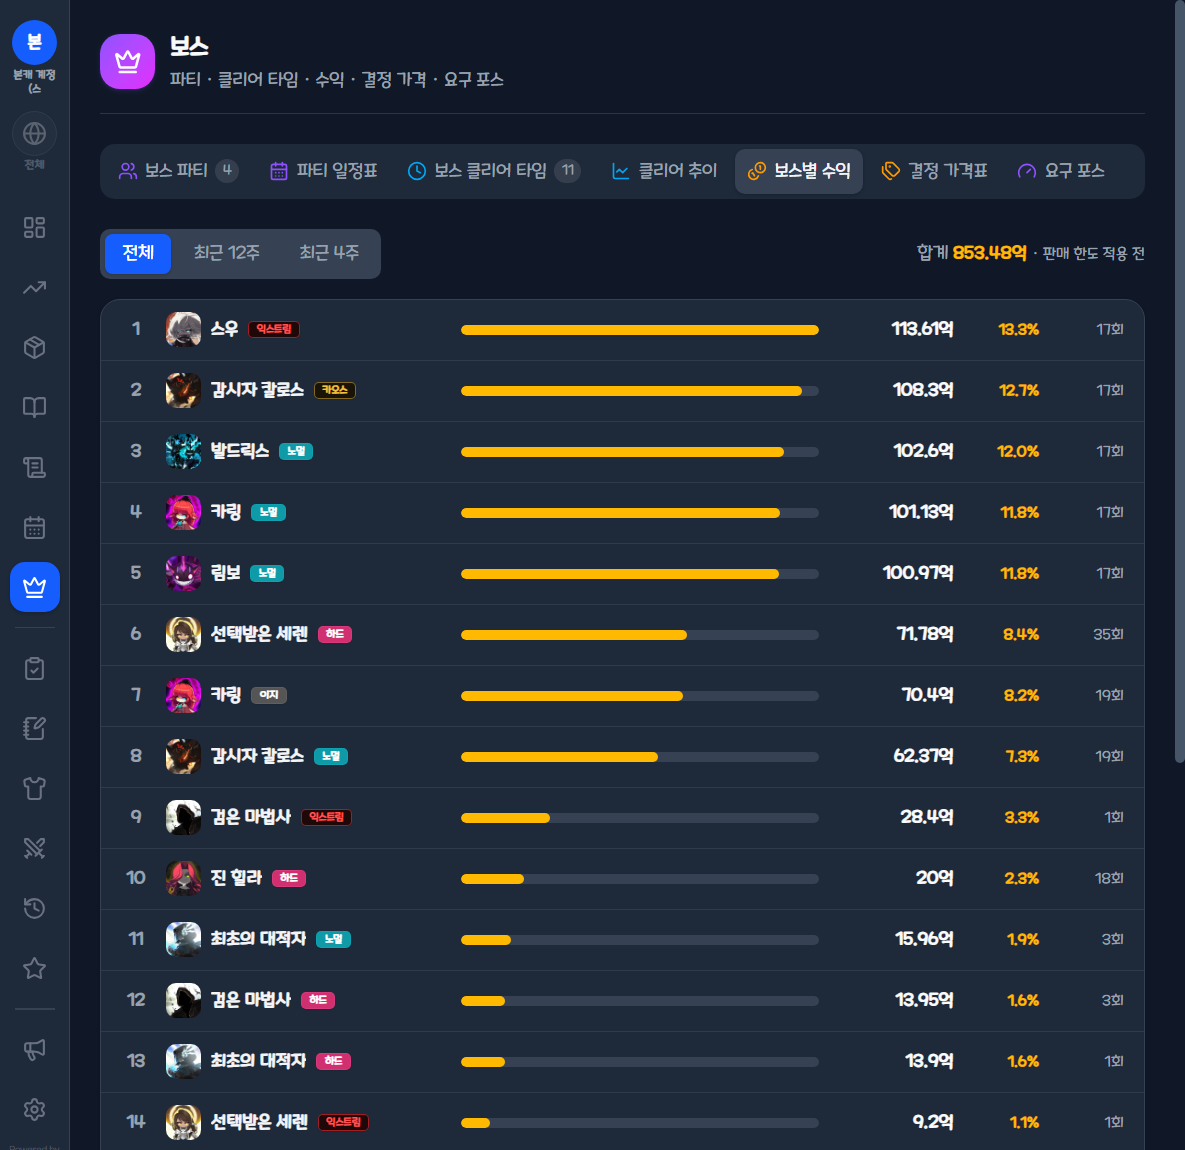 본
본캐 계정
(스
전체
보스
파티 · 클리어 타임 · 수익 · 결정 가격 · 요구 포스
보스 파티 4 파티 일정표 보스 클리어 타임 11 클리어 추이 보스별 수익 결정 가격표 요구 포스
전체 최근 12주 최근 4주 합계 853.48억 · 판매 한도 적용 전
1 스우 익스트림 113.61억 13.3% 17회
2 감시자 칼로스 카오스 108.3억 12.7% 17회
3 발드릭스 노멀 102.6억 12.0% 17회
4 카링 노멀 101.13억 11.8% 17회
5 림보 노멀 100.97억 11.8% 17회
6 선택받은 세렌 하드 71.78억 8.4% 35회
7 카링 이지 70.4억 8.2% 19회
8 감시자 칼로스 노멀 62.37억 7.3% 19회
9 검은 마법사 익스트림 28.4억 3.3% 1회
10 진 힐라 하드 20억 2.3% 18회
11 최초의 대적자 노멀 15.96억 1.9% 3회
12 검은 마법사 하드 13.95억 1.6% 3회
13 최초의 대적자 하드 13.9억 1.6% 1회
14 선택받은 세렌 익스트림 9.2억 1.1% 1회